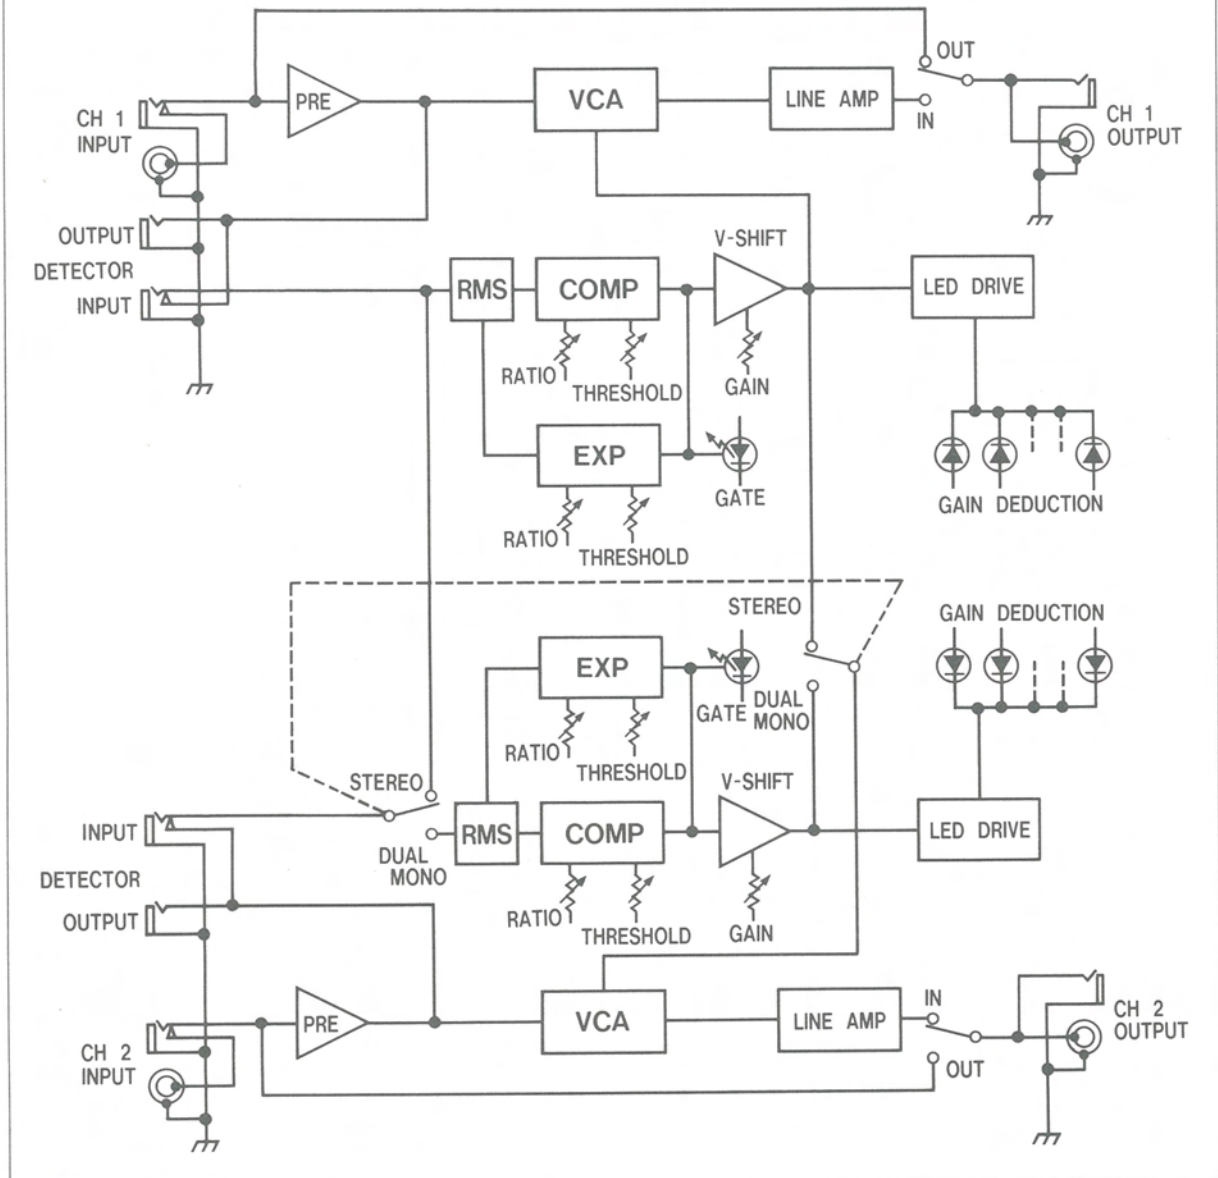 OUT
PRE
VCA
LINE AMP
IN
CH 1
INPUT
CH 1
OUTPUT
OUTPUT
DETECTOR
INPUT
V-SHIFT
RMS
COMP
LED DRIVE
RATIO
THRESHOLD
GAIN
EXP
GATE
RATIO
THRESHOLD
GAIN DEDUCTION
STEREO
GAIN DEDUCTION
EXP
GATE
DUAL
MONO
RATIO
THRESHOLD
STEREO
V-SHIFT
INPUT
RMS
COMP
LED DRIVE
DUAL
MONO
DETECTOR
OUTPUT
RATIO
THRESHOLD
GAIN
IN
PRE
VCA
LINE AMP
CH 2
OUTPUT
CH 2
INPUT
OUT